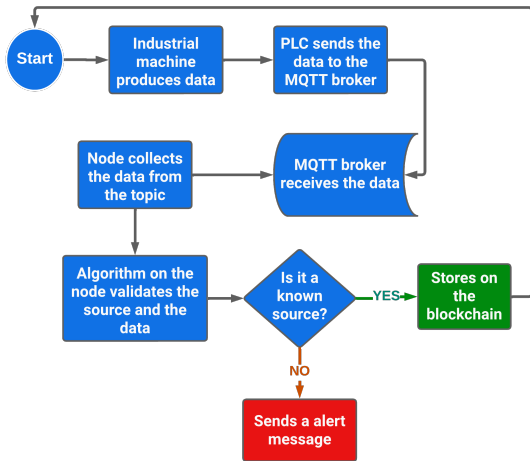 Start
Industrial
machine
produces data
PLC sends the
data to the
MQTT broker
Node collects
the data from
the topic
MQTT broker
receives the data
Algorithm on the
node validates the
source and the
data
Is it a
known
source?
YES
Stores on
the
blockchain
NO
Sends a alert
message